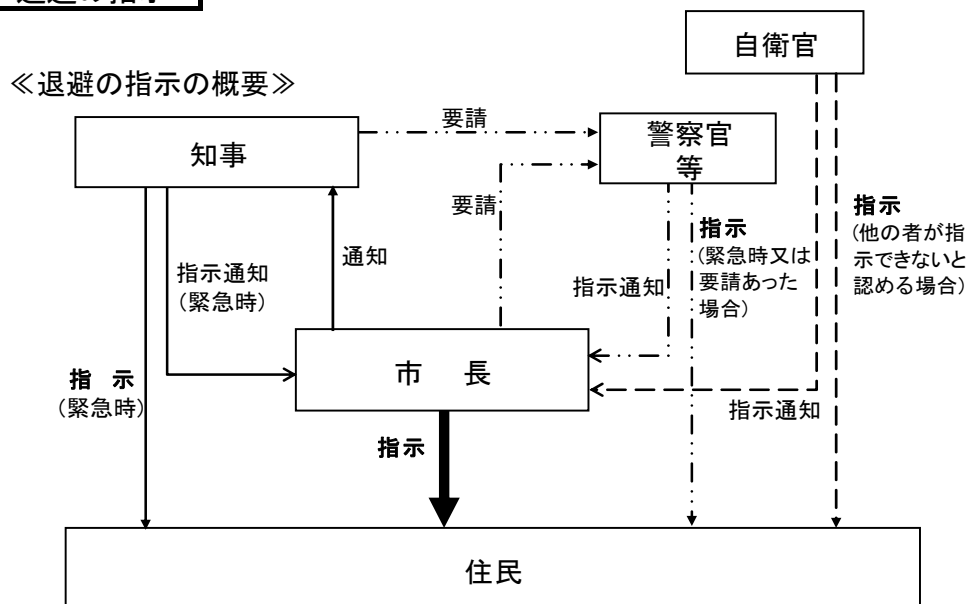 退避の指示
≪退避の指示の概要≫
自衛官
知事
要請
警察官
等
要請
指示通知
(緊急時)
通知
指示通知
指示
(緊急時又は
要請あった
場合)
指示
(他の者が指
示できないと
認める場合)
指 示
(緊急時)
市 長
指示通知
指示
住民